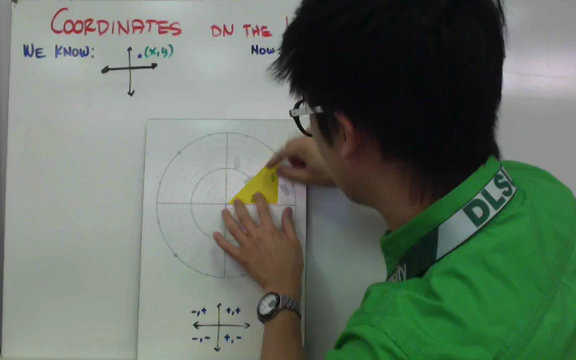 COORDINATES ON THE
WE KNOW: (x,y) NOW:
-,+ +,+
-,- +,-
DLS